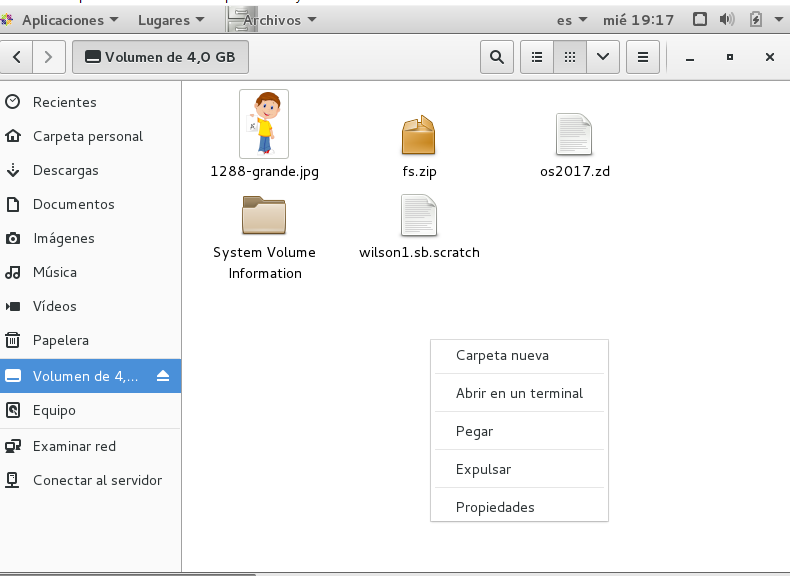 Aplicaciones Lugares Archivos es mié 19:17
Volumen de 4,0 GB
Recientes
Carpeta personal
Descargas
Documentos
Imágenes
Música
Vídeos
Papelera
Volumen de 4,...
Equipo
Examinar red
Conectar al servidor
1288-grande.jpg
fs.zip
os2017.zd
System Volume
Information
wilson1.sb.scratch
Carpeta nueva
Abrir en un terminal
Pegar
Expulsar
Propiedades